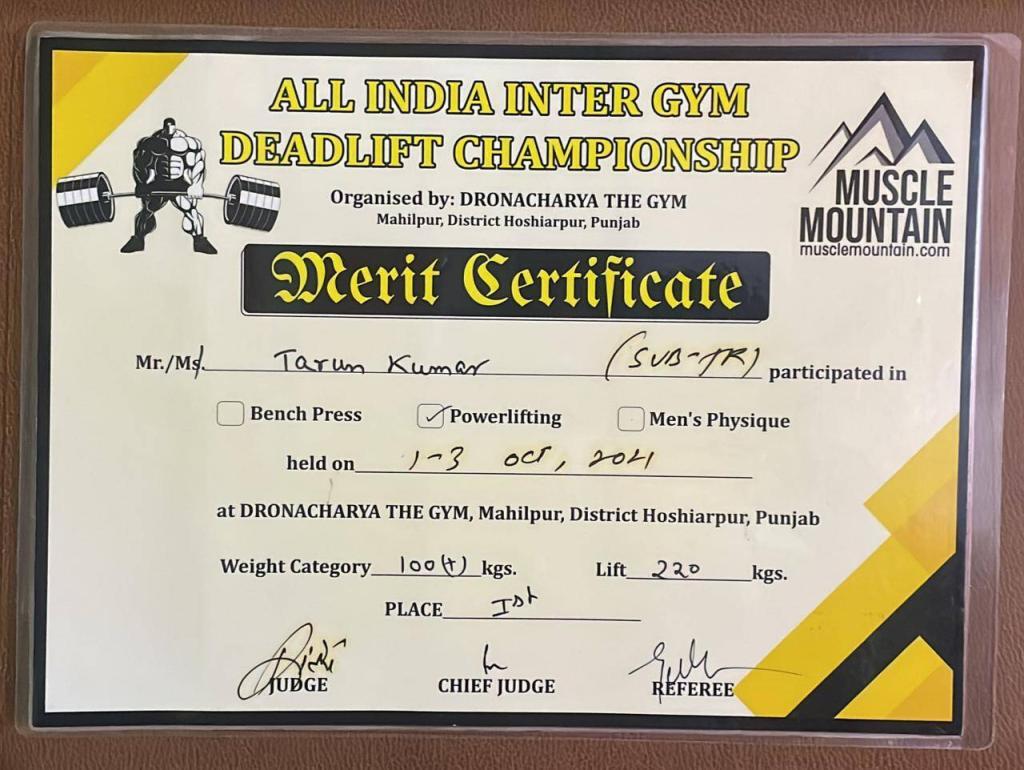 ALL INDIA INTER GYM
DEADLIFT CHAMPIONSHIP
Organised by: DRONACHARYA THE GYM
Mahilpur, District Hoshiarpur, Punjab
MUSCLE
MOUNTAIN
musclemountain.com
Merit Certificate
Mr./Ms. Tarun Kumar (SUB-JR) participated in
Bench Press Powerlifting Men's Physique
held on 1-3 Oct, 2021
at DRONACHARYA THE GYM, Mahilpur, District Hoshiarpur, Punjab
Weight Category 100(+) kgs. Lift 220 kgs.
PLACE Ist
JUDGE CHIEF JUDGE REFEREE